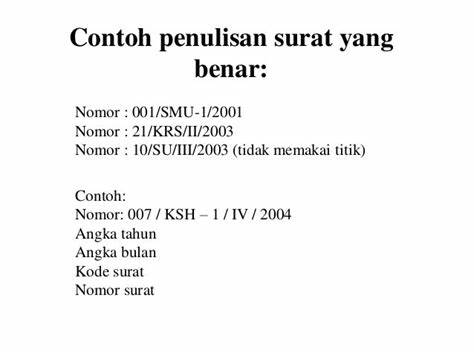 Contoh penulisan surat yang
benar:
Nomor : 001/SMU-1/2001
Nomor : 21/KRS/II/2003
Nomor : 10/SU/III/2003 (tidak memakai titik)
Contoh:
Nomor: 007 / KSH – 1 / IV / 2004
Angka tahun
Angka bulan
Kode surat
Nomor surat